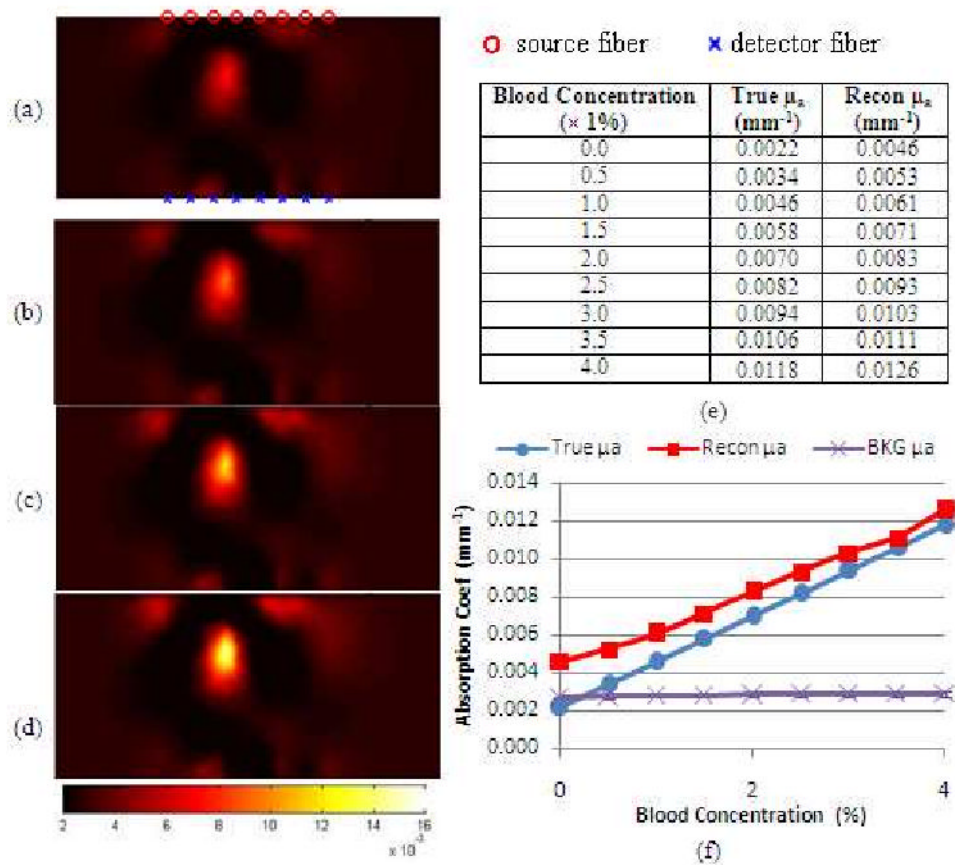 ○ source fiber × detector fiber
(a)
(b)
(c)
(d)
2 4 6 8 10 12 14 16
x 10⁻³
Blood Concentration (× 1%) True μa (mm⁻¹) Recon μa (mm⁻¹)
0.0 0.0022 0.0046
0.5 0.0034 0.0053
1.0 0.0046 0.0061
1.5 0.0058 0.0071
2.0 0.0070 0.0083
2.5 0.0082 0.0093
3.0 0.0094 0.0103
3.5 0.0106 0.0111
4.0 0.0118 0.0126
(e)
True μa Recon μa BKG μa
Absorption Coef (mm⁻¹)
0.014
0.012
0.010
0.008
0.006
0.004
0.002
0.000
0 2 4
Blood Concentration (%)
(f)